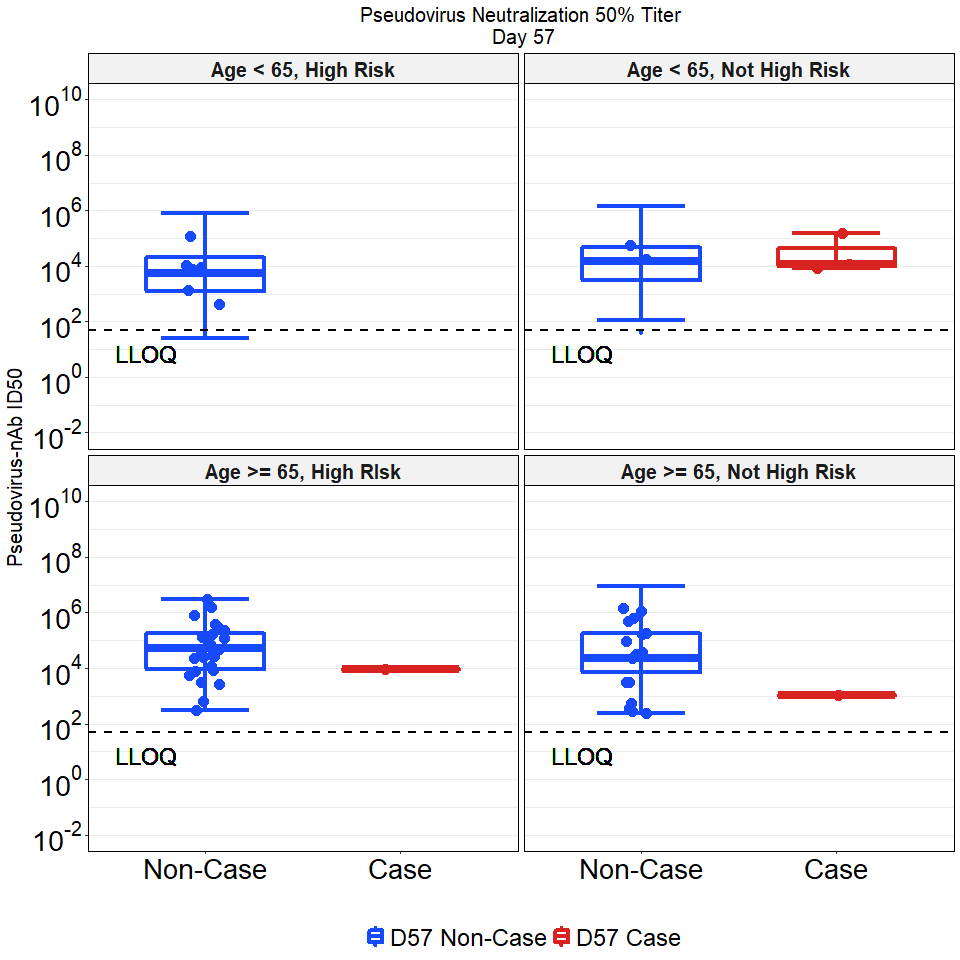 Pseudovirus Neutralization 50% Titer
Day 57
Age < 65, High Risk
Age < 65, Not High Risk
10^10
10^8
10^6
10^4
10^2
10^0
10^-2
LLOQ
LLOQ
Pseudovirus-nAb ID50
Age >= 65, High RIsk
Age >= 65, Not High Risk
10^10
10^8
10^6
10^4
10^2
10^0
10^-2
LLOQ
LLOQ
Non-Case
Case
Non-Case
Case
D57 Non-Case
D57 Case